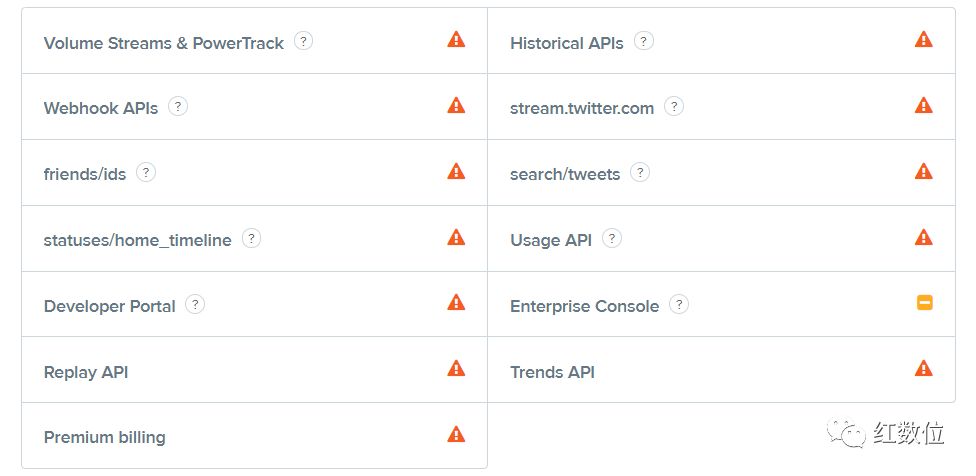 Volume Streams & PowerTrack ?
Historical APIs ?
Webhook APIs ?
stream.twitter.com ?
friends/ids ?
search/tweets ?
statuses/home_timeline ?
Usage API ?
Developer Portal ?
Enterprise Console ?
Replay API
Trends API
Premium billing
红数位